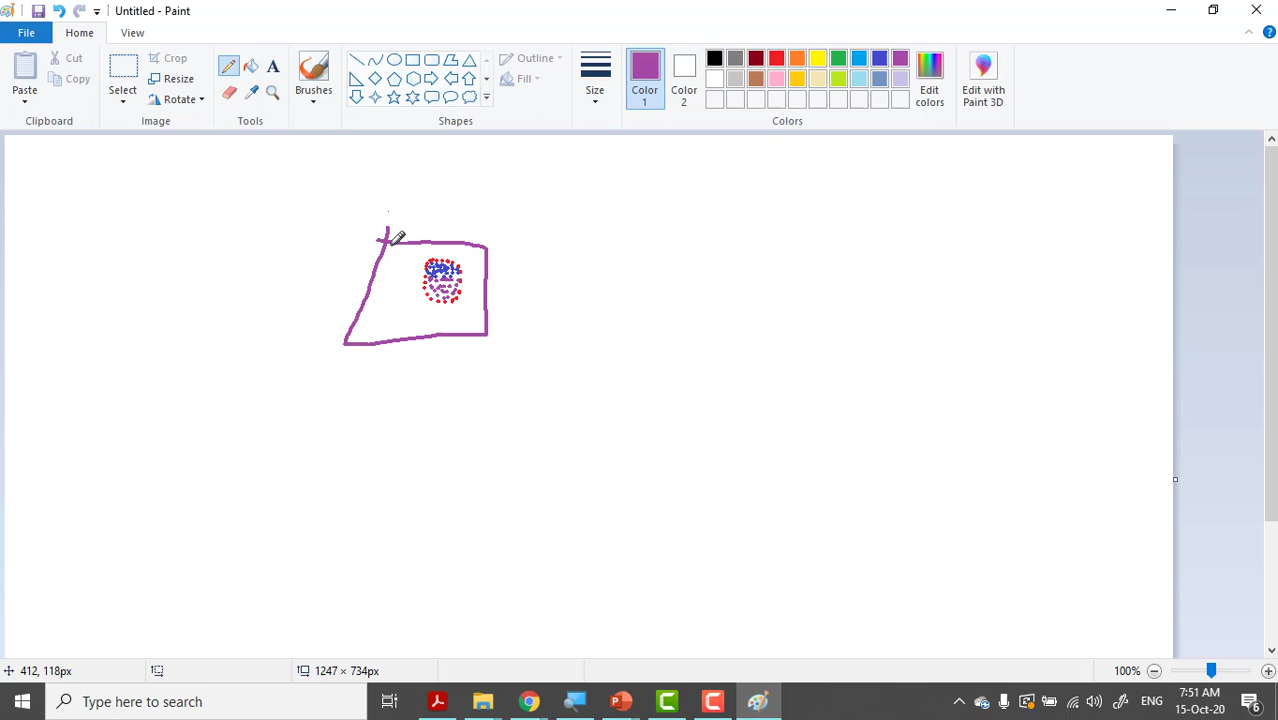 Untitled - Paint
File Home View
Paste
Cut
Copy
Clipboard
Select
Crop
Resize
Rotate
Image
A
Tools
Brushes
Outline
Fill
Shapes
Size
Color 1
Color 2
Edit colors
Colors
Edit with Paint 3D
412, 118px 1247 × 734px 100%
Type here to search
ENG
7:51 AM
15-Oct-20
6